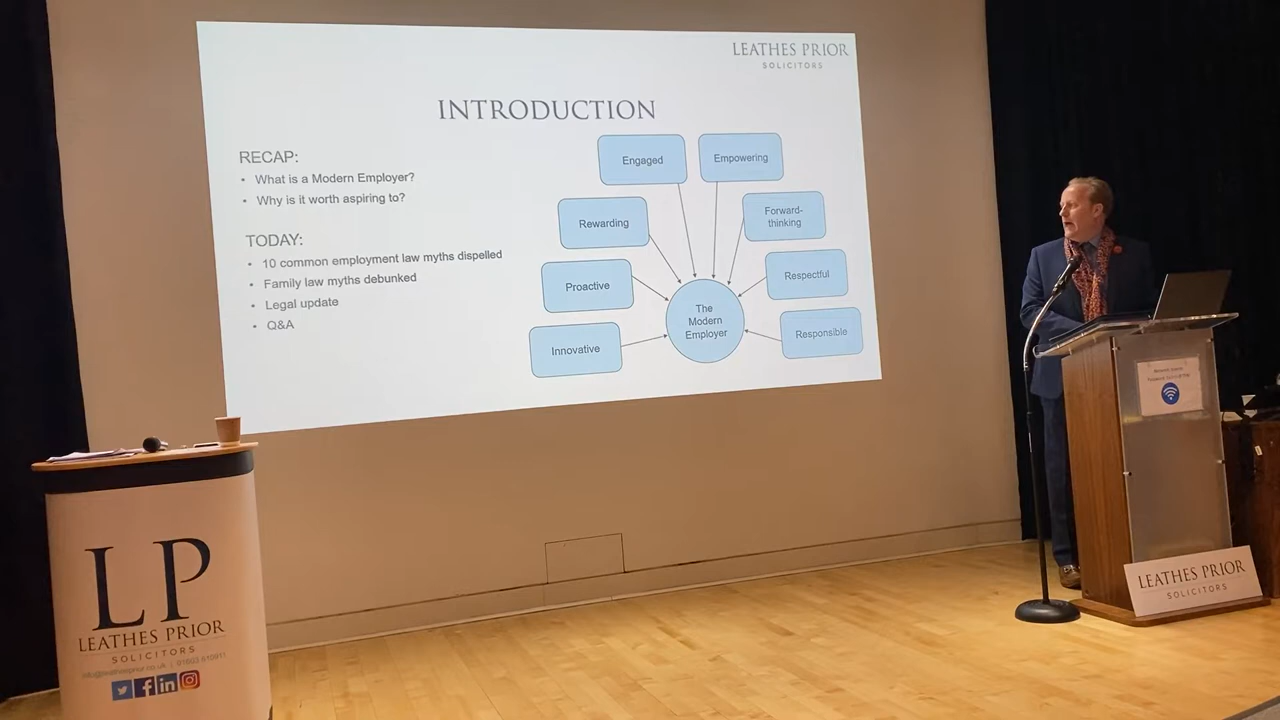 LEATHES PRIOR
SOLICITORS
INTRODUCTION
RECAP:
• What is a Modern Employer?
• Why is it worth aspiring to?
TODAY:
• 10 common employment law myths dispelled
• Family law myths debunked
• Legal update
• Q&A
Engaged
Empowering
Rewarding
Forward-
thinking
Proactive
Respectful
Innovative
Responsible
The
Modern
Employer
LP
LEATHES PRIOR
SOLICITORS
LEATHES PRIOR
SOLICITORS